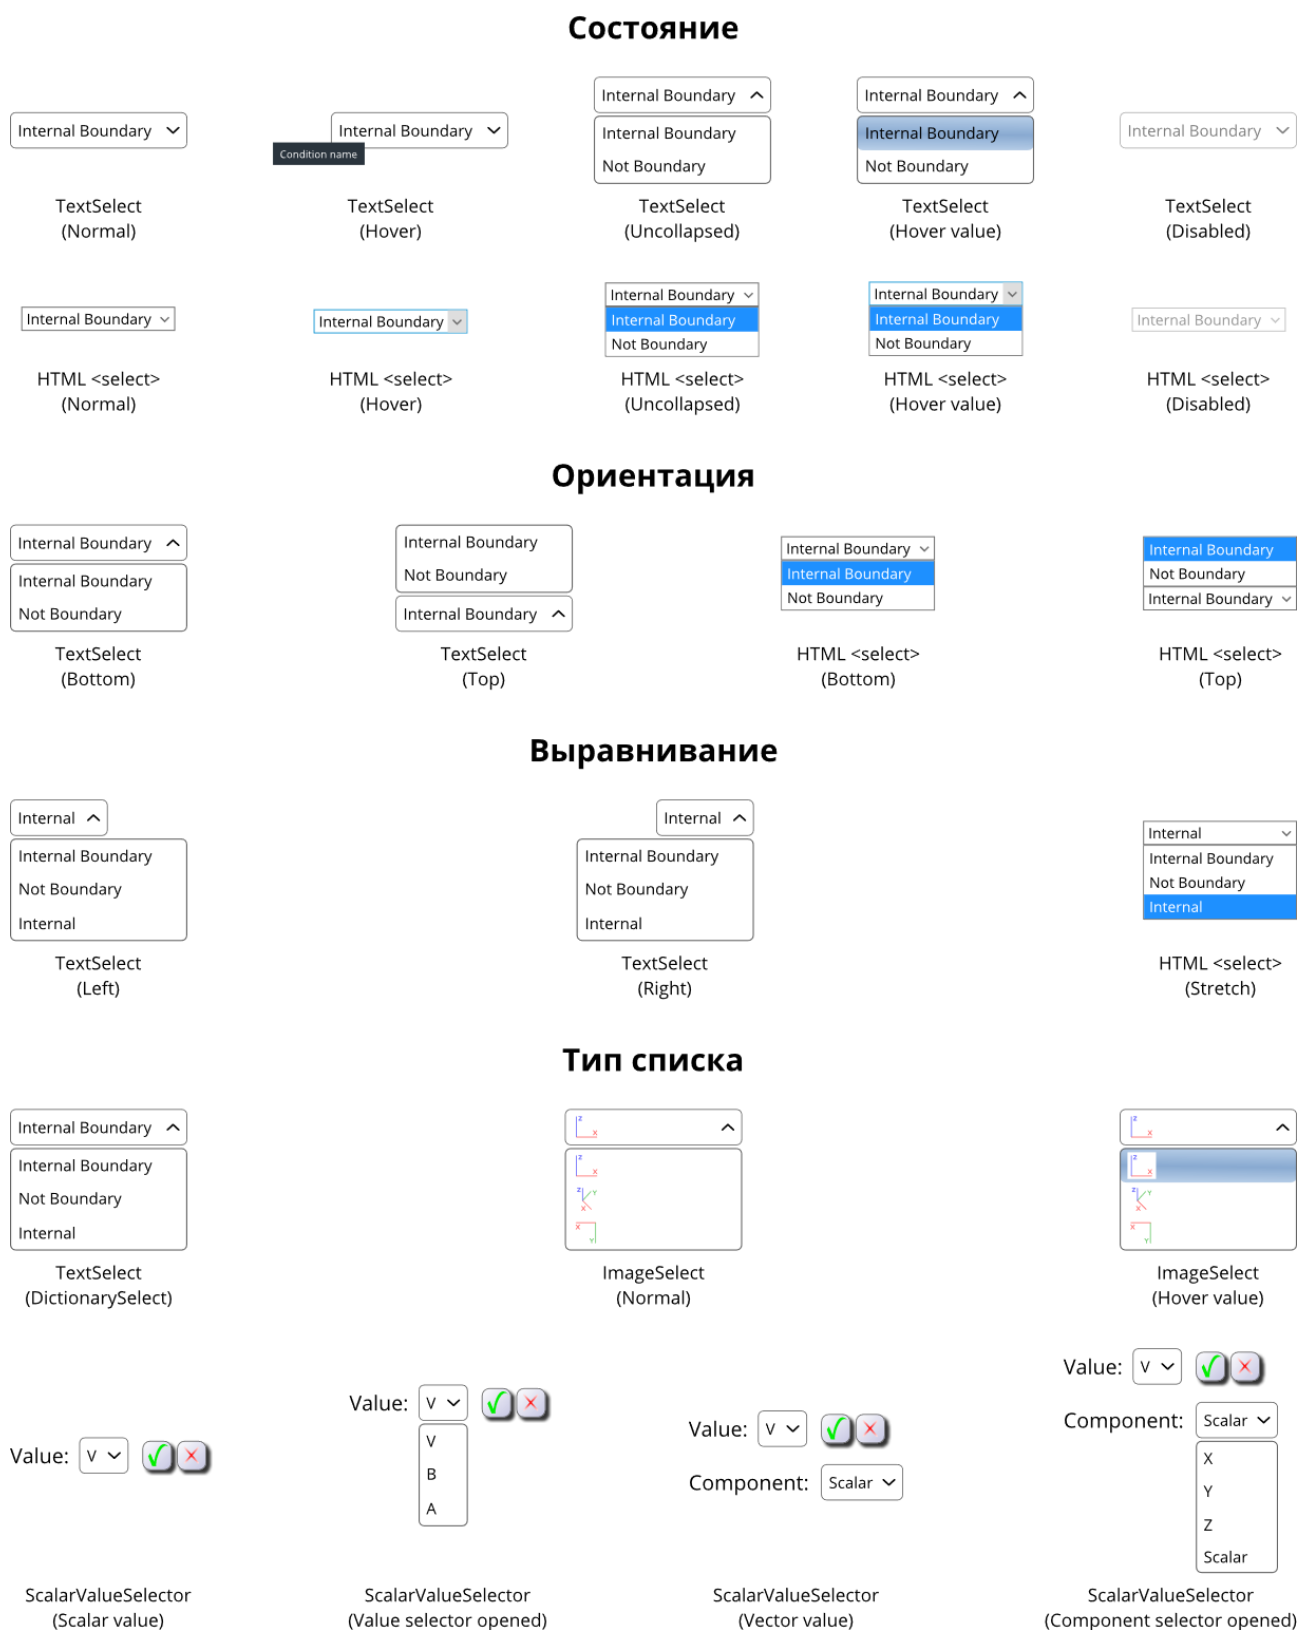 Состояние
Internal Boundary
TextSelect
(Normal)
Internal Boundary
Condition name
TextSelect
(Hover)
Internal Boundary
Internal Boundary
Not Boundary
TextSelect
(Uncollapsed)
Internal Boundary
Internal Boundary
Not Boundary
TextSelect
(Hover value)
Internal Boundary
TextSelect
(Disabled)
Internal Boundary
HTML <select>
(Normal)
Internal Boundary
HTML <select>
(Hover)
Internal Boundary
Internal Boundary
Not Boundary
HTML <select>
(Uncollapsed)
Internal Boundary
Internal Boundary
Not Boundary
HTML <select>
(Hover value)
Internal Boundary
HTML <select>
(Disabled)
Ориентация
Internal Boundary
Internal Boundary
Not Boundary
TextSelect
(Bottom)
Internal Boundary
Not Boundary
Internal Boundary
TextSelect
(Top)
Internal Boundary
Internal Boundary
Not Boundary
HTML <select>
(Bottom)
Internal Boundary
Not Boundary
Internal Boundary
HTML <select>
(Top)
Выравнивание
Internal
Internal Boundary
Not Boundary
Internal
TextSelect
(Left)
Internal
Internal Boundary
Not Boundary
Internal
TextSelect
(Right)
Internal
Internal Boundary
Not Boundary
Internal
HTML <select>
(Stretch)
Тип списка
Internal Boundary
Internal Boundary
Not Boundary
Internal
TextSelect
(DictionarySelect)
Z
X
Z
X
Z Y
X
X
Y
ImageSelect
(Normal)
Z
X
Z
X
Z Y
X
X
Y
ImageSelect
(Hover value)
Value: V
ScalarValueSelector
(Scalar value)
Value: V
V
B
A
ScalarValueSelector
(Value selector opened)
Value: V
Component: Scalar
ScalarValueSelector
(Vector value)
Value: V
Component: Scalar
X
Y
Z
Scalar
ScalarValueSelector
(Component selector opened)